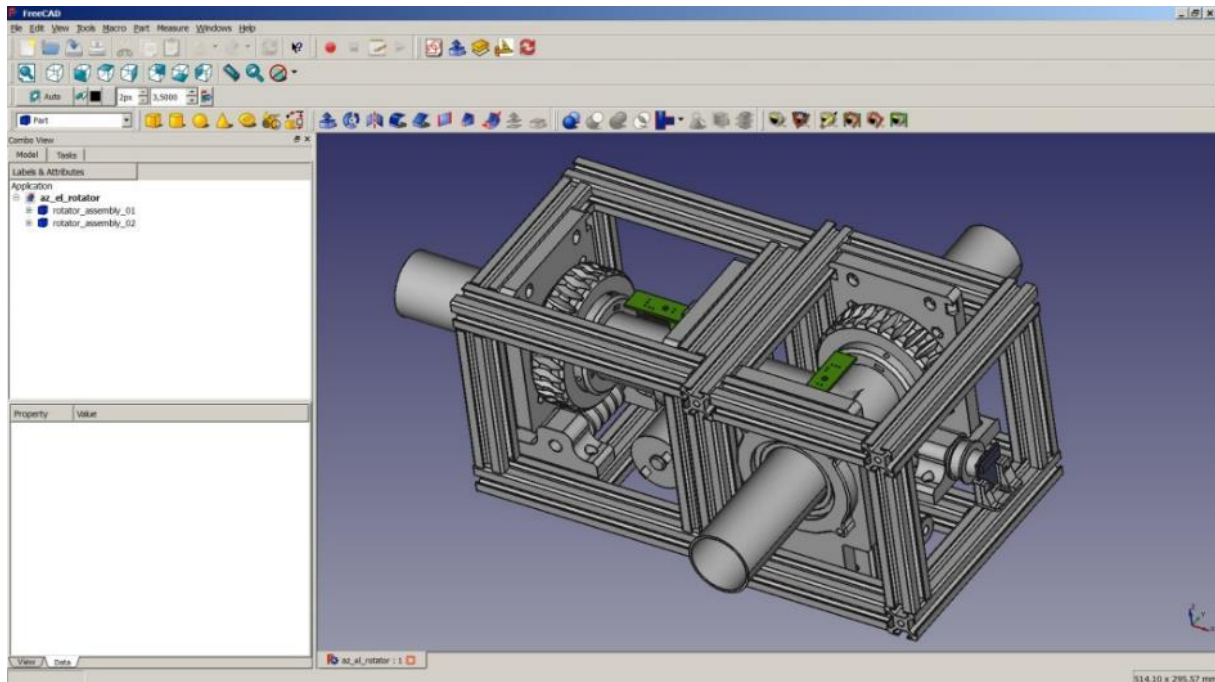 FreeCAD
File Edit View Tools Macro Part Measure Windows Help
Auto 2px 3,5000
Part
Combo View
Model Tasks
Labels & Attributes
Application
az_el_rotator
rotator_assembly_01
rotator_assembly_02
Property Value
View Data
az_el_rotator : 1
514.10 x 295.57 mm